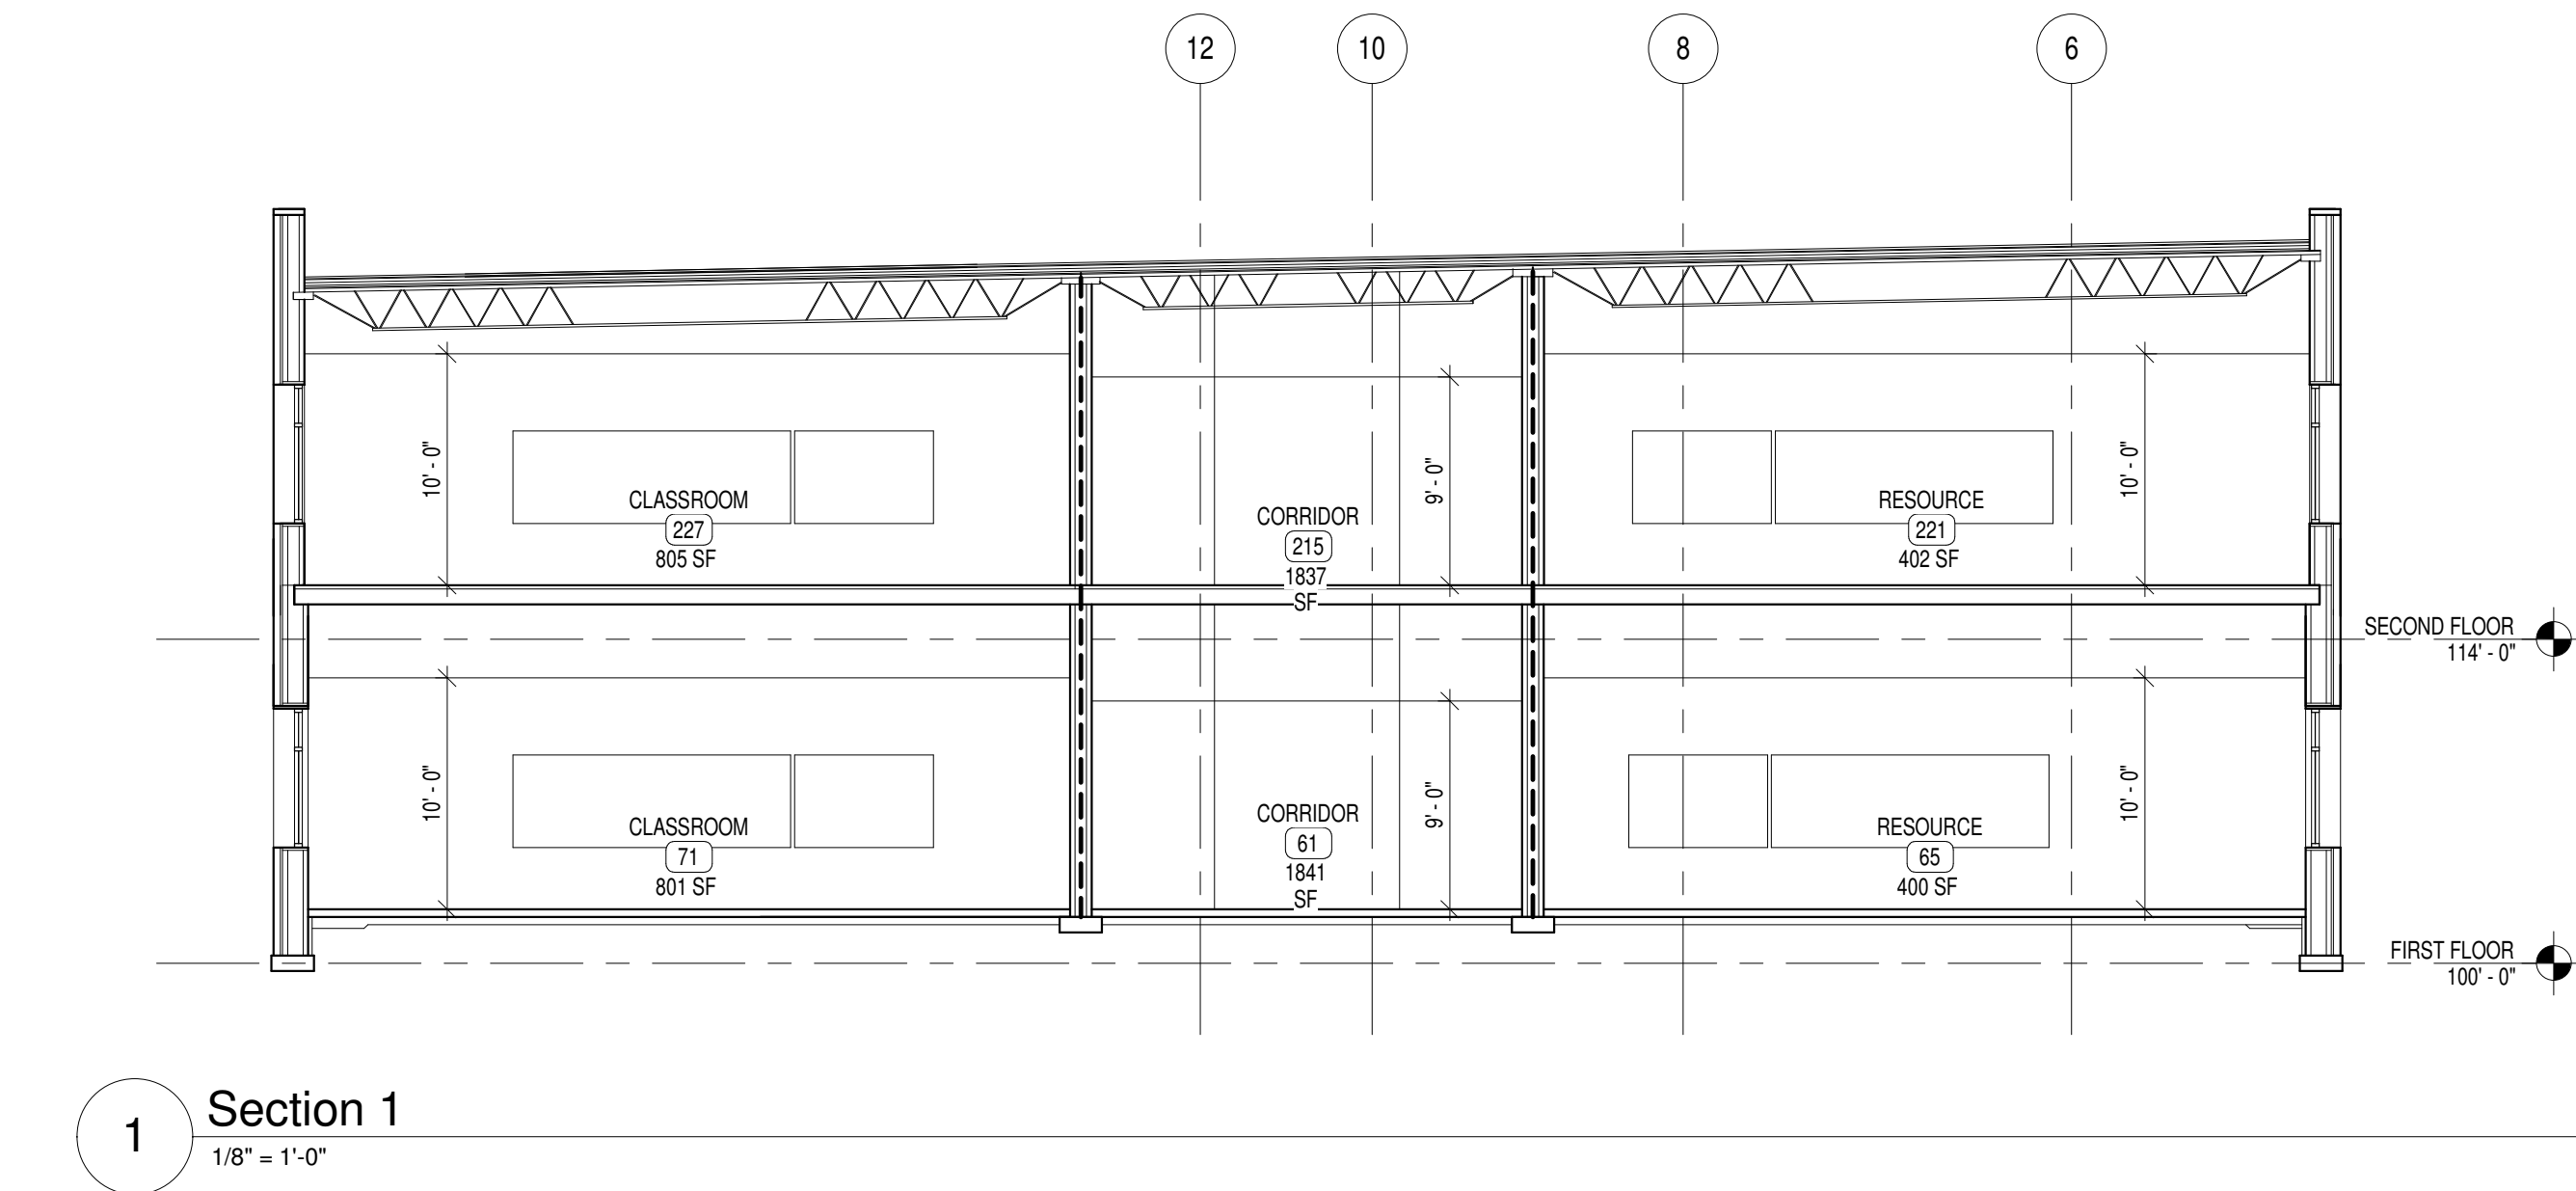 12
10
8
6
10' - 0"
CLASSROOM
227
805 SF
CORRIDOR
215
1837
SF
9' - 0"
RESOURCE
221
402 SF
10' - 0"
SECOND FLOOR
114' - 0"
10' - 0"
CLASSROOM
71
801 SF
CORRIDOR
61
1841
SF
9' - 0"
RESOURCE
65
400 SF
10' - 0"
FIRST FLOOR
100' - 0"
1
Section 1
1/8" = 1'-0"